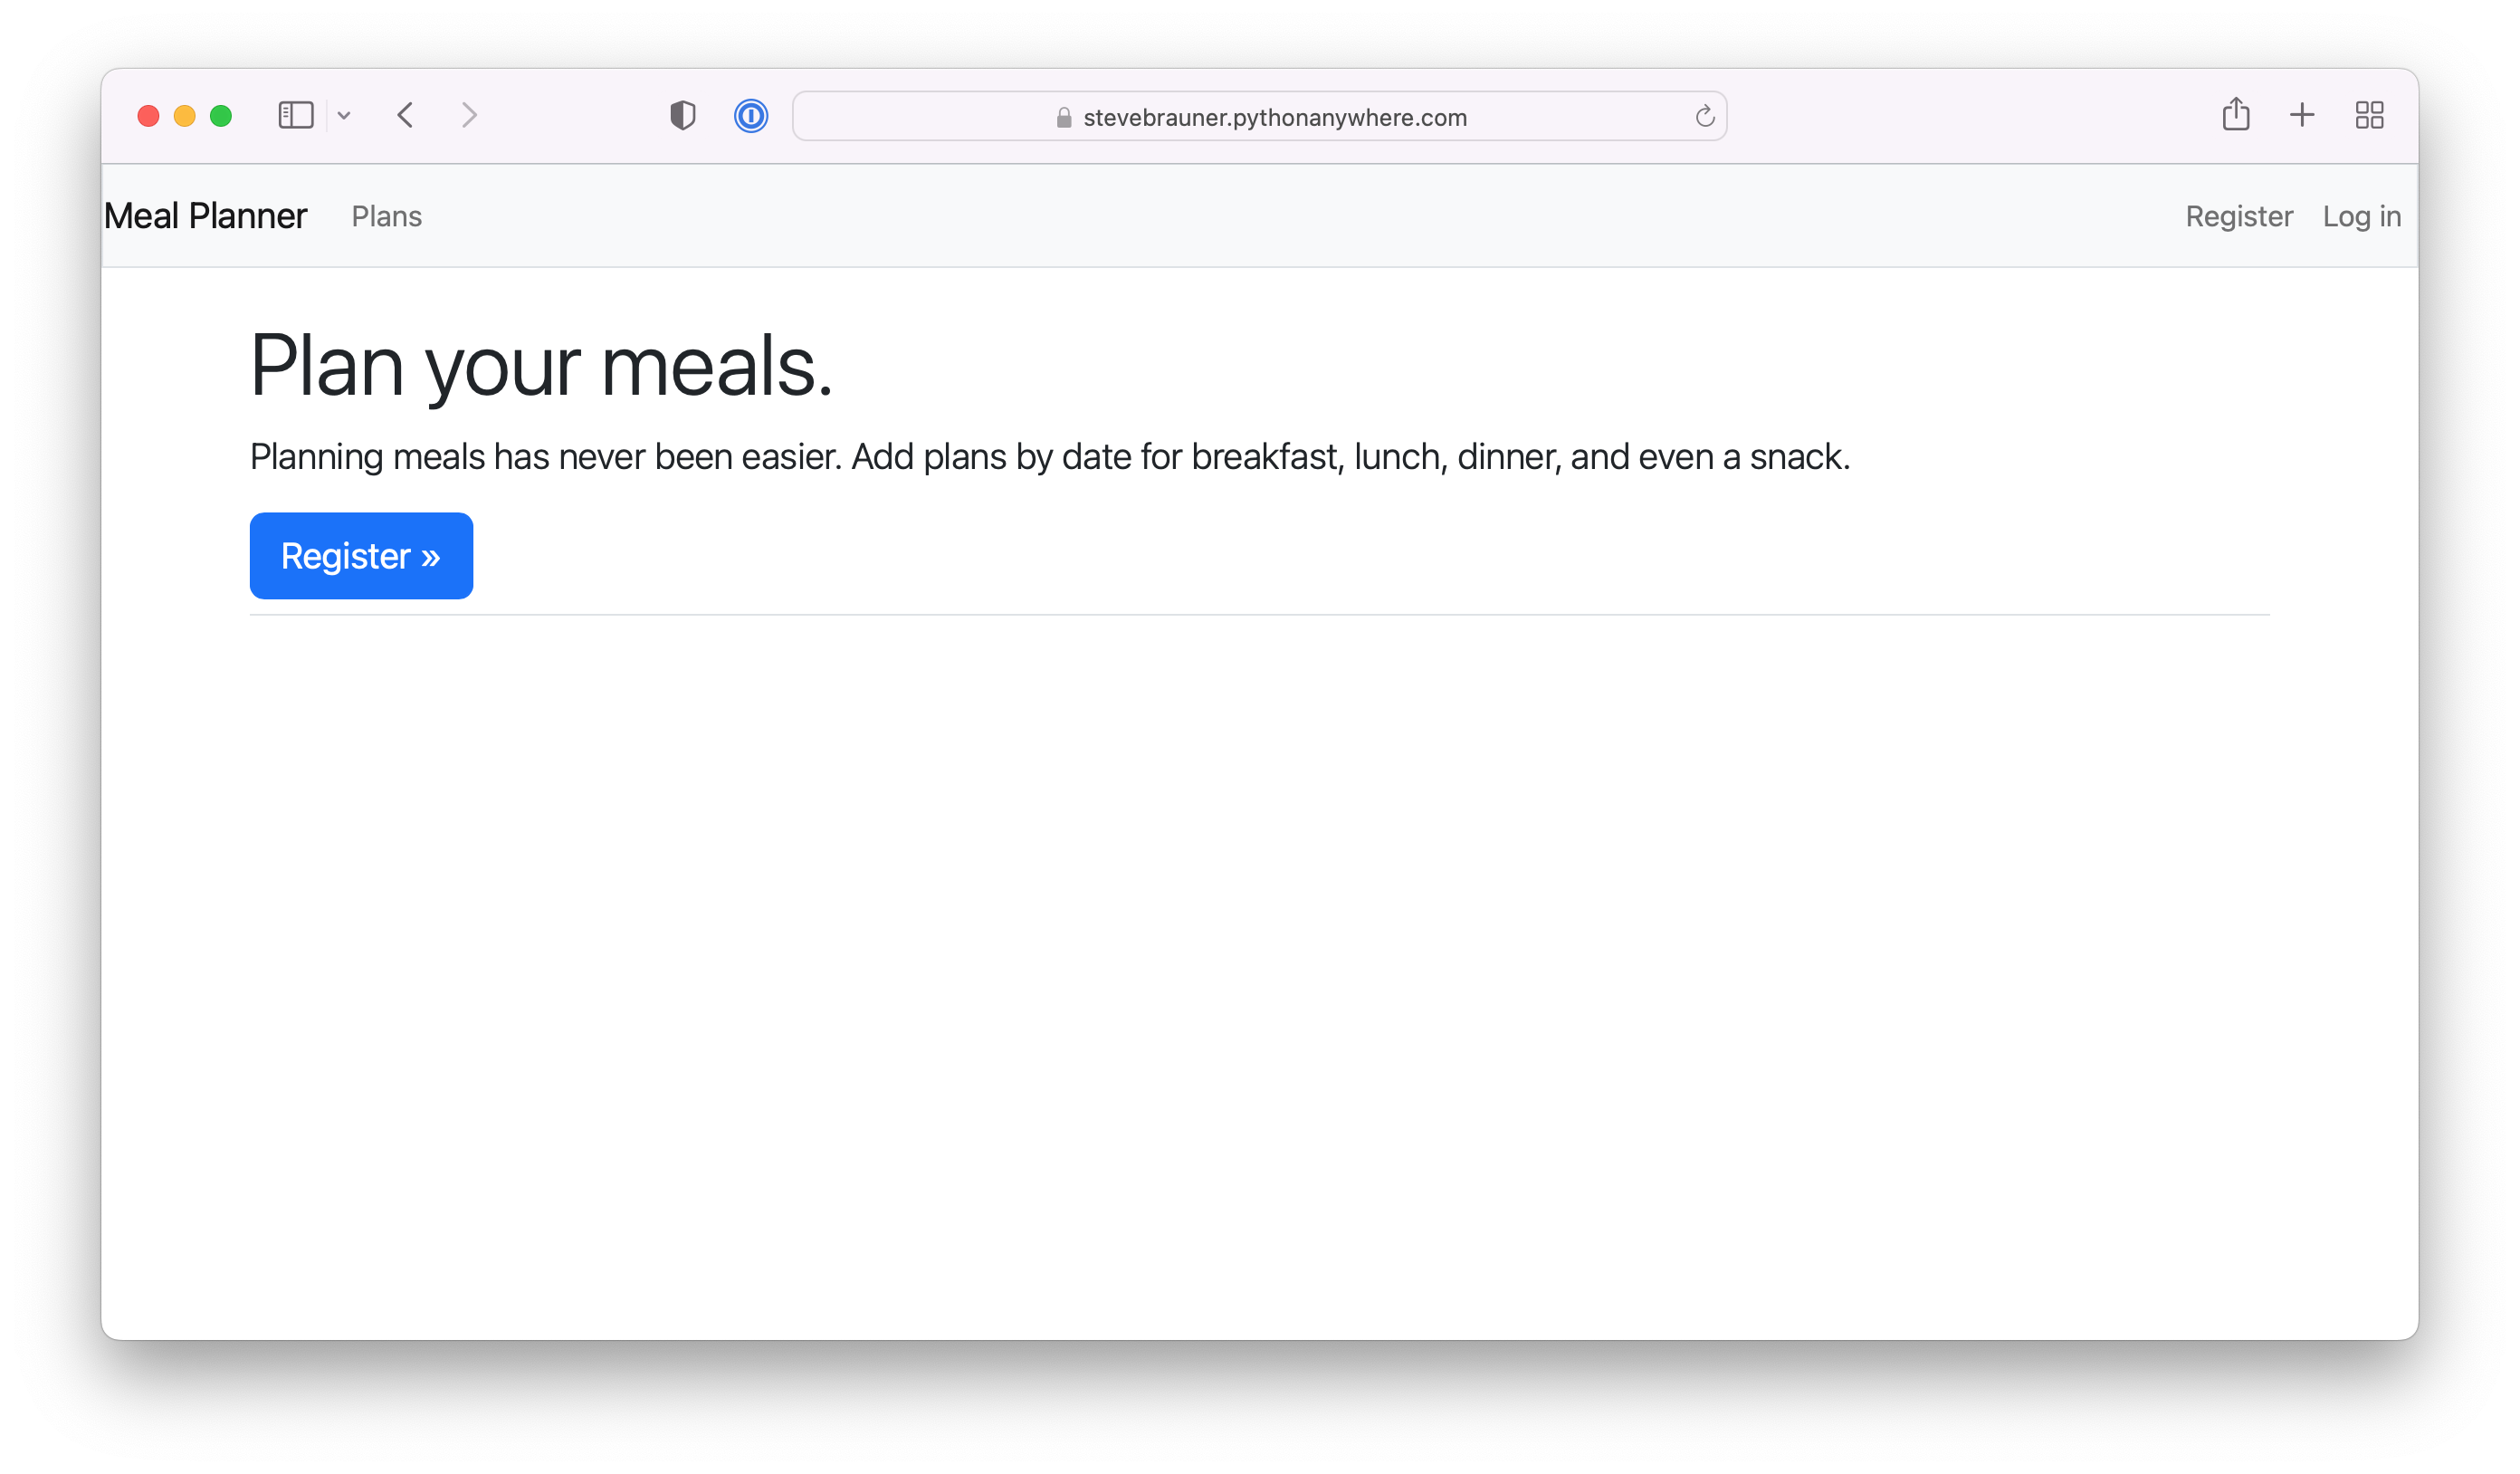 stevebrauner.pythonanywhere.com
Meal Planner Plans Register Log in
Plan your meals.
Planning meals has never been easier. Add plans by date for breakfast, lunch, dinner, and even a snack.
Register »